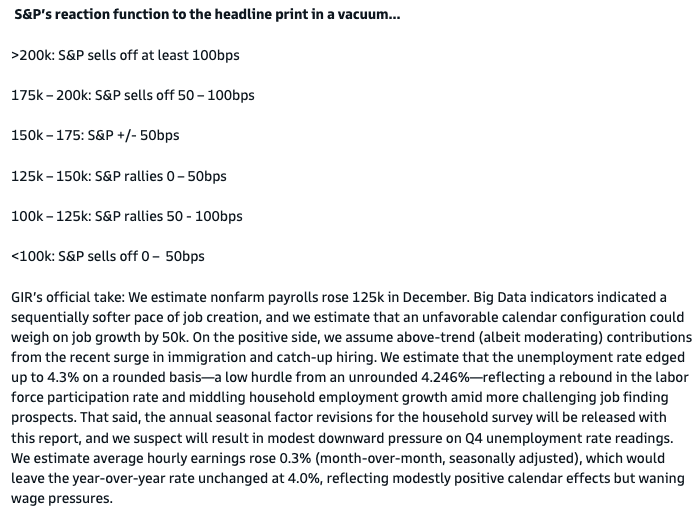 S&P's reaction function to the headline print in a vacuum...
>200k: S&P sells off at least 100bps
175k – 200k: S&P sells off 50 – 100bps
150k – 175: S&P +/- 50bps
125k – 150k: S&P rallies 0 – 50bps
100k – 125k: S&P rallies 50 - 100bps
<100k: S&P sells off 0 – 50bps
GIR's official take: We estimate nonfarm payrolls rose 125k in December. Big Data indicators indicated a
sequentially softer pace of job creation, and we estimate that an unfavorable calendar configuration could
weigh on job growth by 50k. On the positive side, we assume above-trend (albeit moderating) contributions
from the recent surge in immigration and catch-up hiring. We estimate that the unemployment rate edged
up to 4.3% on a rounded basis—a low hurdle from an unrounded 4.246%—reflecting a rebound in the labor
force participation rate and middling household employment growth amid more challenging job finding
prospects. That said, the annual seasonal factor revisions for the household survey will be released with
this report, and we suspect will result in modest downward pressure on Q4 unemployment rate readings.
We estimate average hourly earnings rose 0.3% (month-over-month, seasonally adjusted), which would
leave the year-over-year rate unchanged at 4.0%, reflecting modestly positive calendar effects but waning
wage pressures.